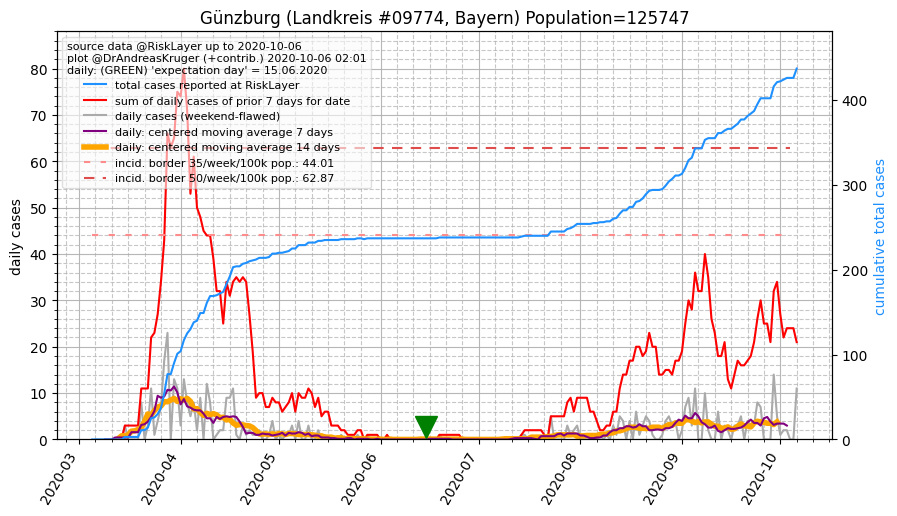 Günzburg (Landkreis #09774, Bayern) Population=125747
source data @RiskLayer up to 2020-10-06
plot @DrAndreasKruger (+contrib.) 2020-10-06 02:01
daily: (GREEN) 'expectation day' = 15.06.2020
total cases reported at RiskLayer
sum of daily cases of prior 7 days for date
daily cases (weekend-flawed)
daily: centered moving average 7 days
daily: centered moving average 14 days
incid. border 35/week/100k pop.: 44.01
incid. border 50/week/100k pop.: 62.87
daily cases
80
70
60
50
40
30
20
10
0
cumulative total cases
400
300
200
100
0
2020-03
2020-04
2020-05
2020-06
2020-07
2020-08
2020-09
2020-10